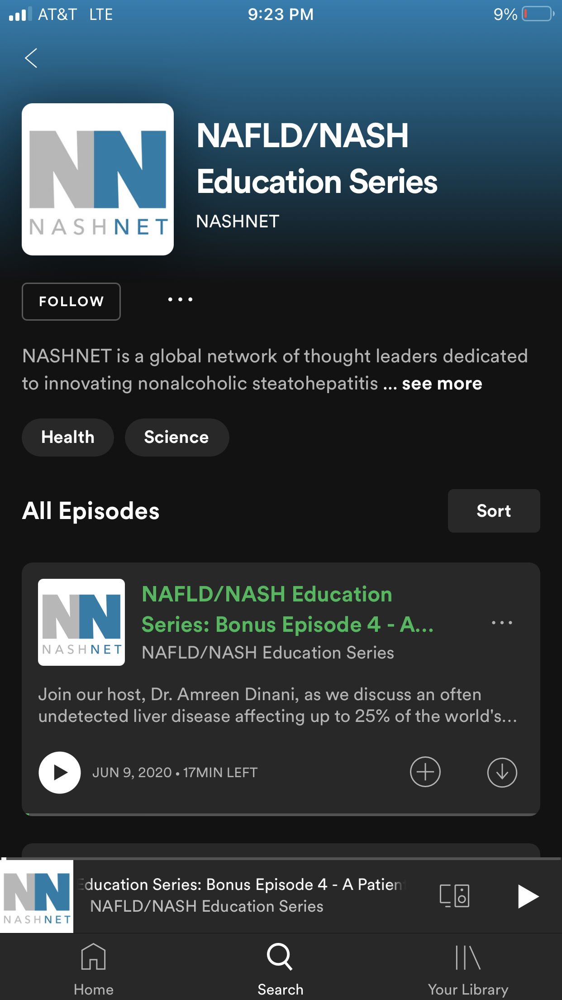 AT&T LTE 9:23 PM 9%
NASHNET
NAFLD/NASH
Education Series
NASHNET
FOLLOW
NASHNET is a global network of thought leaders dedicated
to innovating nonalcoholic steatohepatitis ... see more
Health Science
All Episodes
Sort
NASHNET
NAFLD/NASH Education
Series: Bonus Episode 4 - A...
NAFLD/NASH Education Series
Join our host, Dr. Amreen Dinani, as we discuss an often
undetected liver disease affecting up to 25% of the world's...
JUN 9, 2020 • 17MIN LEFT
NASHNET
Education Series: Bonus Episode 4 - A Patient
NAFLD/NASH Education Series
Home Search Your Library